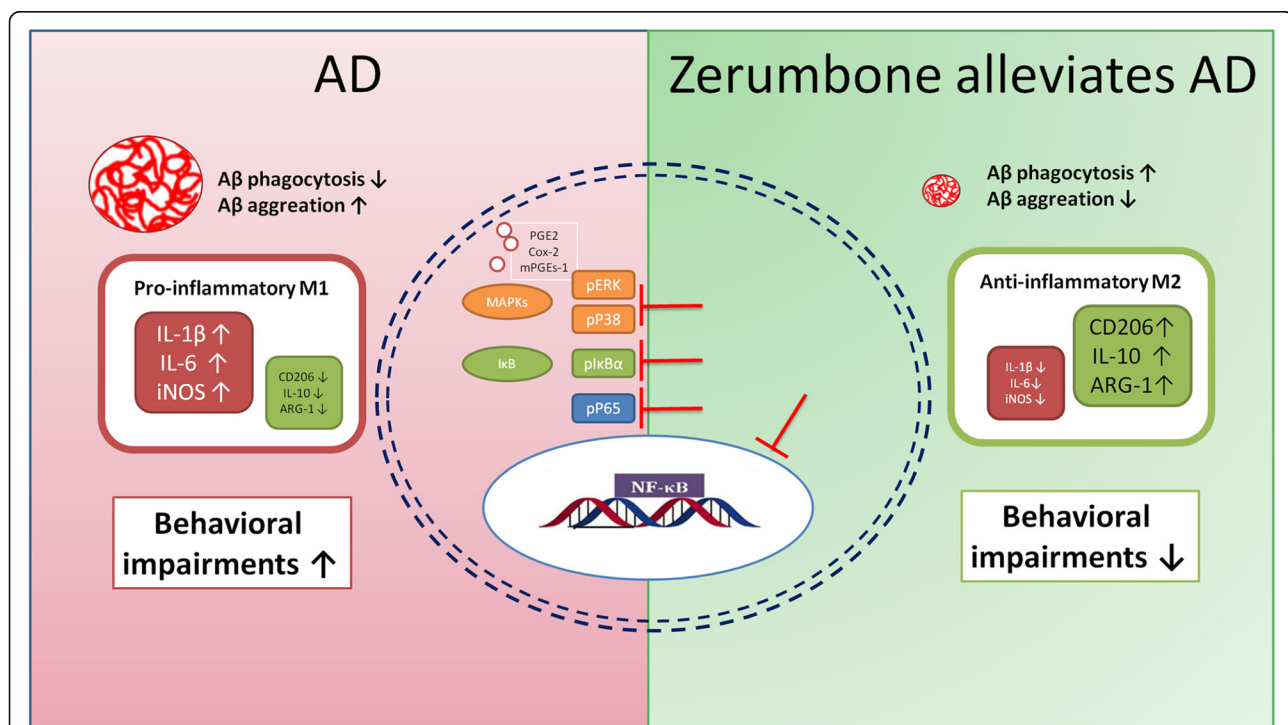 AD
Zerumbone alleviates AD
Aβ phagocytosis ↓
Aβ aggreation ↑
Pro-inflammatory M1
IL-1β ↑
IL-6 ↑
iNOS ↑
CD206 ↓
IL-10 ↓
ARG-1 ↓
Behavioral
impairments ↑
PGE2
Cox-2
mPGEs-1
MAPKs
pERK
pP38
IκB
pIκBα
pP65
NF-κB
Aβ phagocytosis ↑
Aβ aggreation ↓
Anti-inflammatory M2
IL-1β ↓
IL-6↓
iNOS ↓
CD206↑
IL-10 ↑
ARG-1↑
Behavioral
impairments ↓